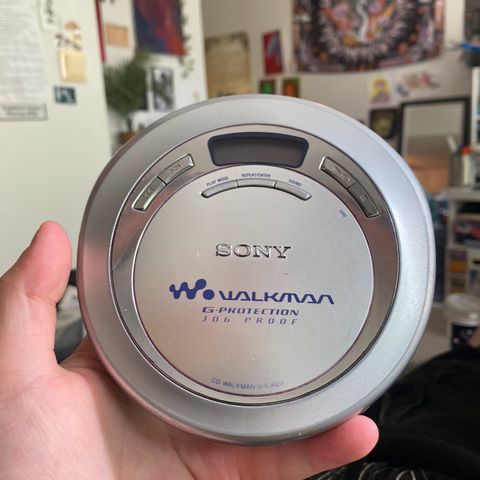 PLAY MODE
REPEAT/ENTER
SOUND
SONY
WALKMAN
G-PROTECTION
JOG PROOF
CD WALKMAN